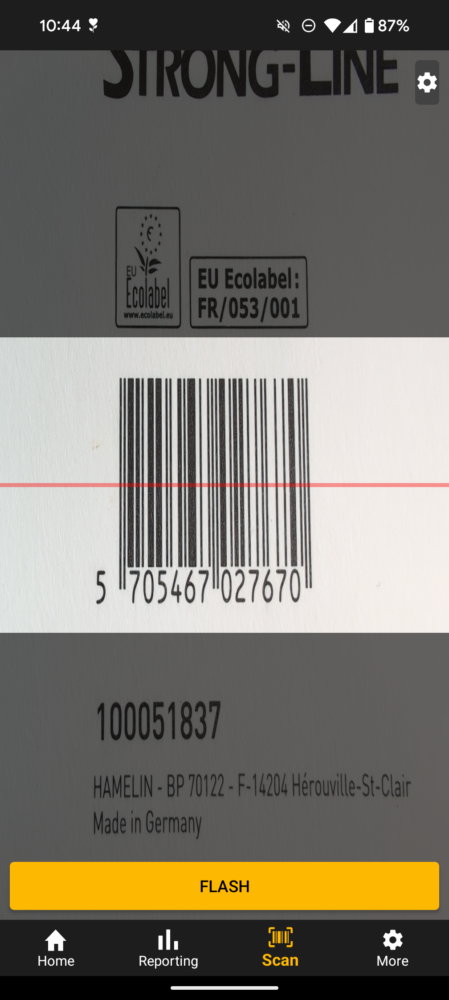 10:44
87%
STRONG-LINE
EU
Ecolabel
www.ecolabel.eu
EU Ecolabel:
FR/053/001
5 705467 027670
100051837
HAMELIN - BP 70122 - F-14204 Hérouville-St-Clair
Made in Germany
FLASH
Home Reporting Scan More